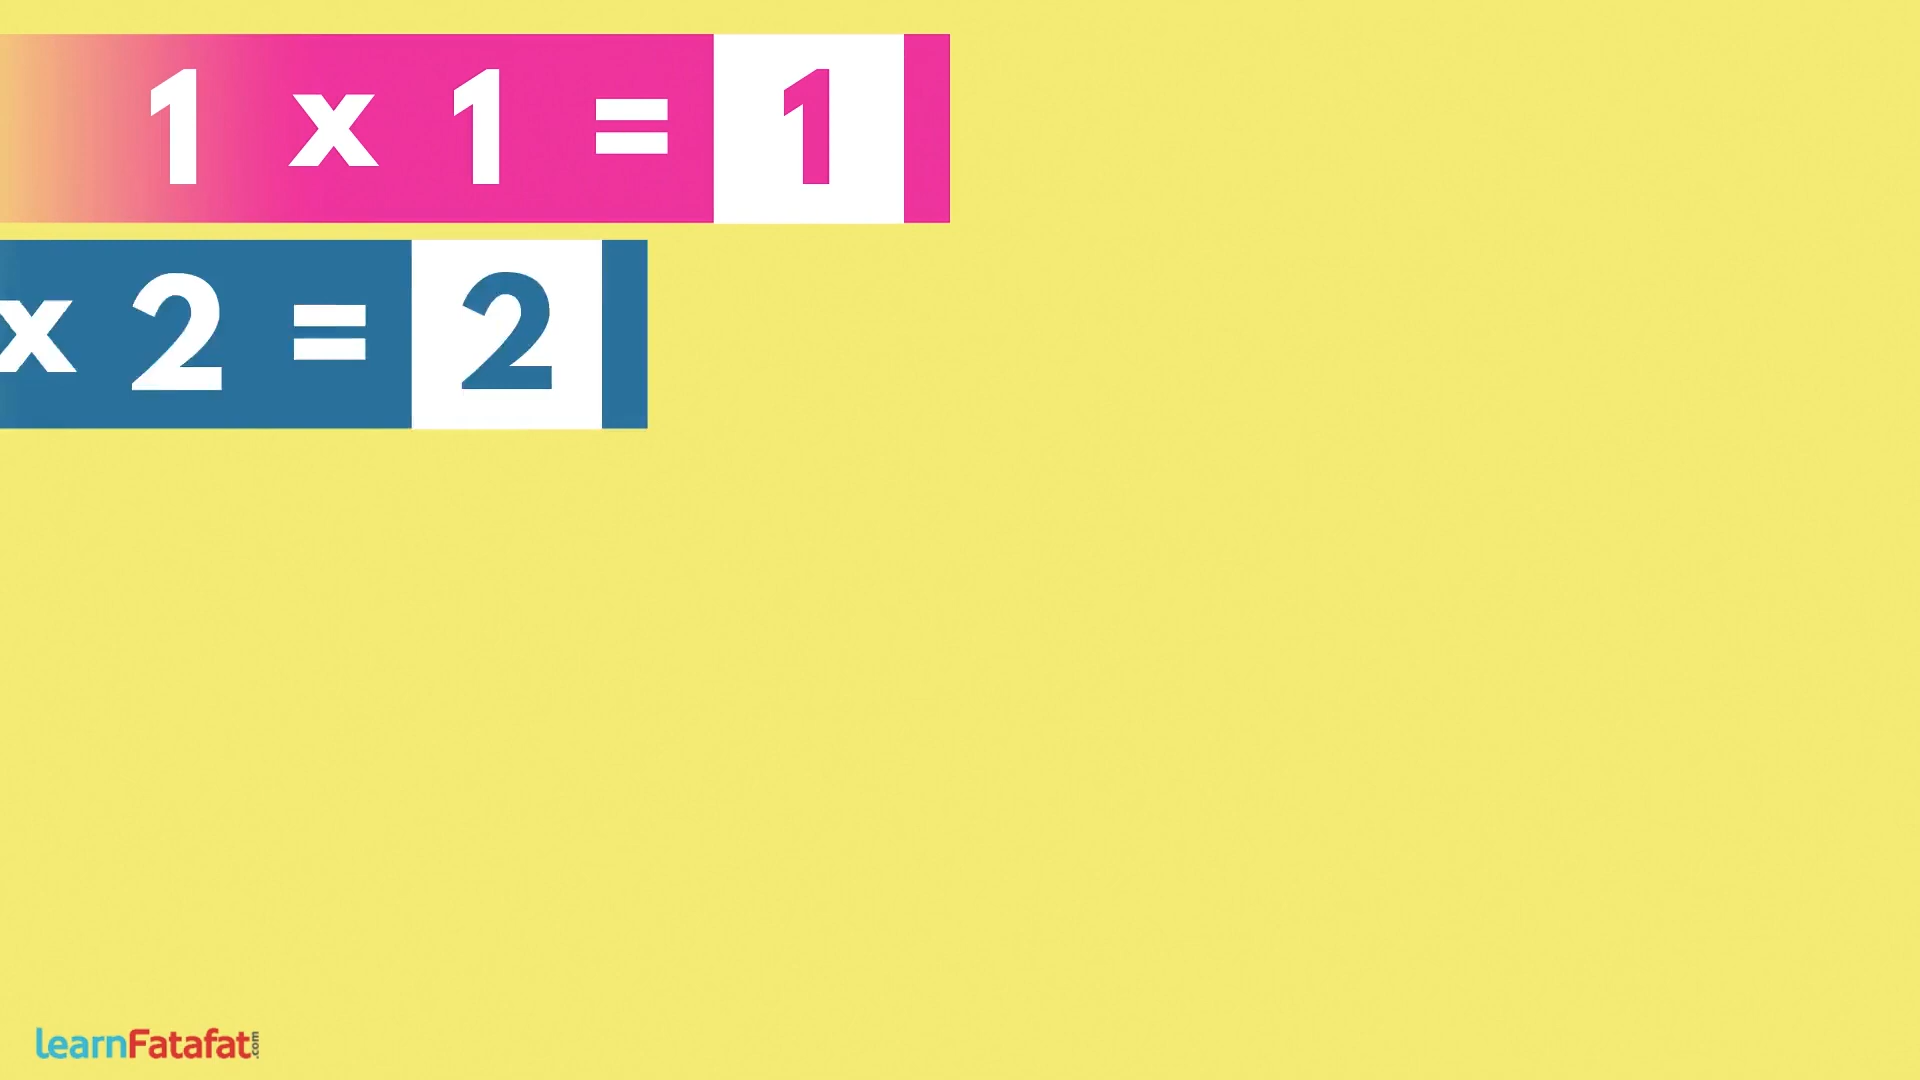 1 x 1 = 1
x 2 = 2
learnFatafat.com